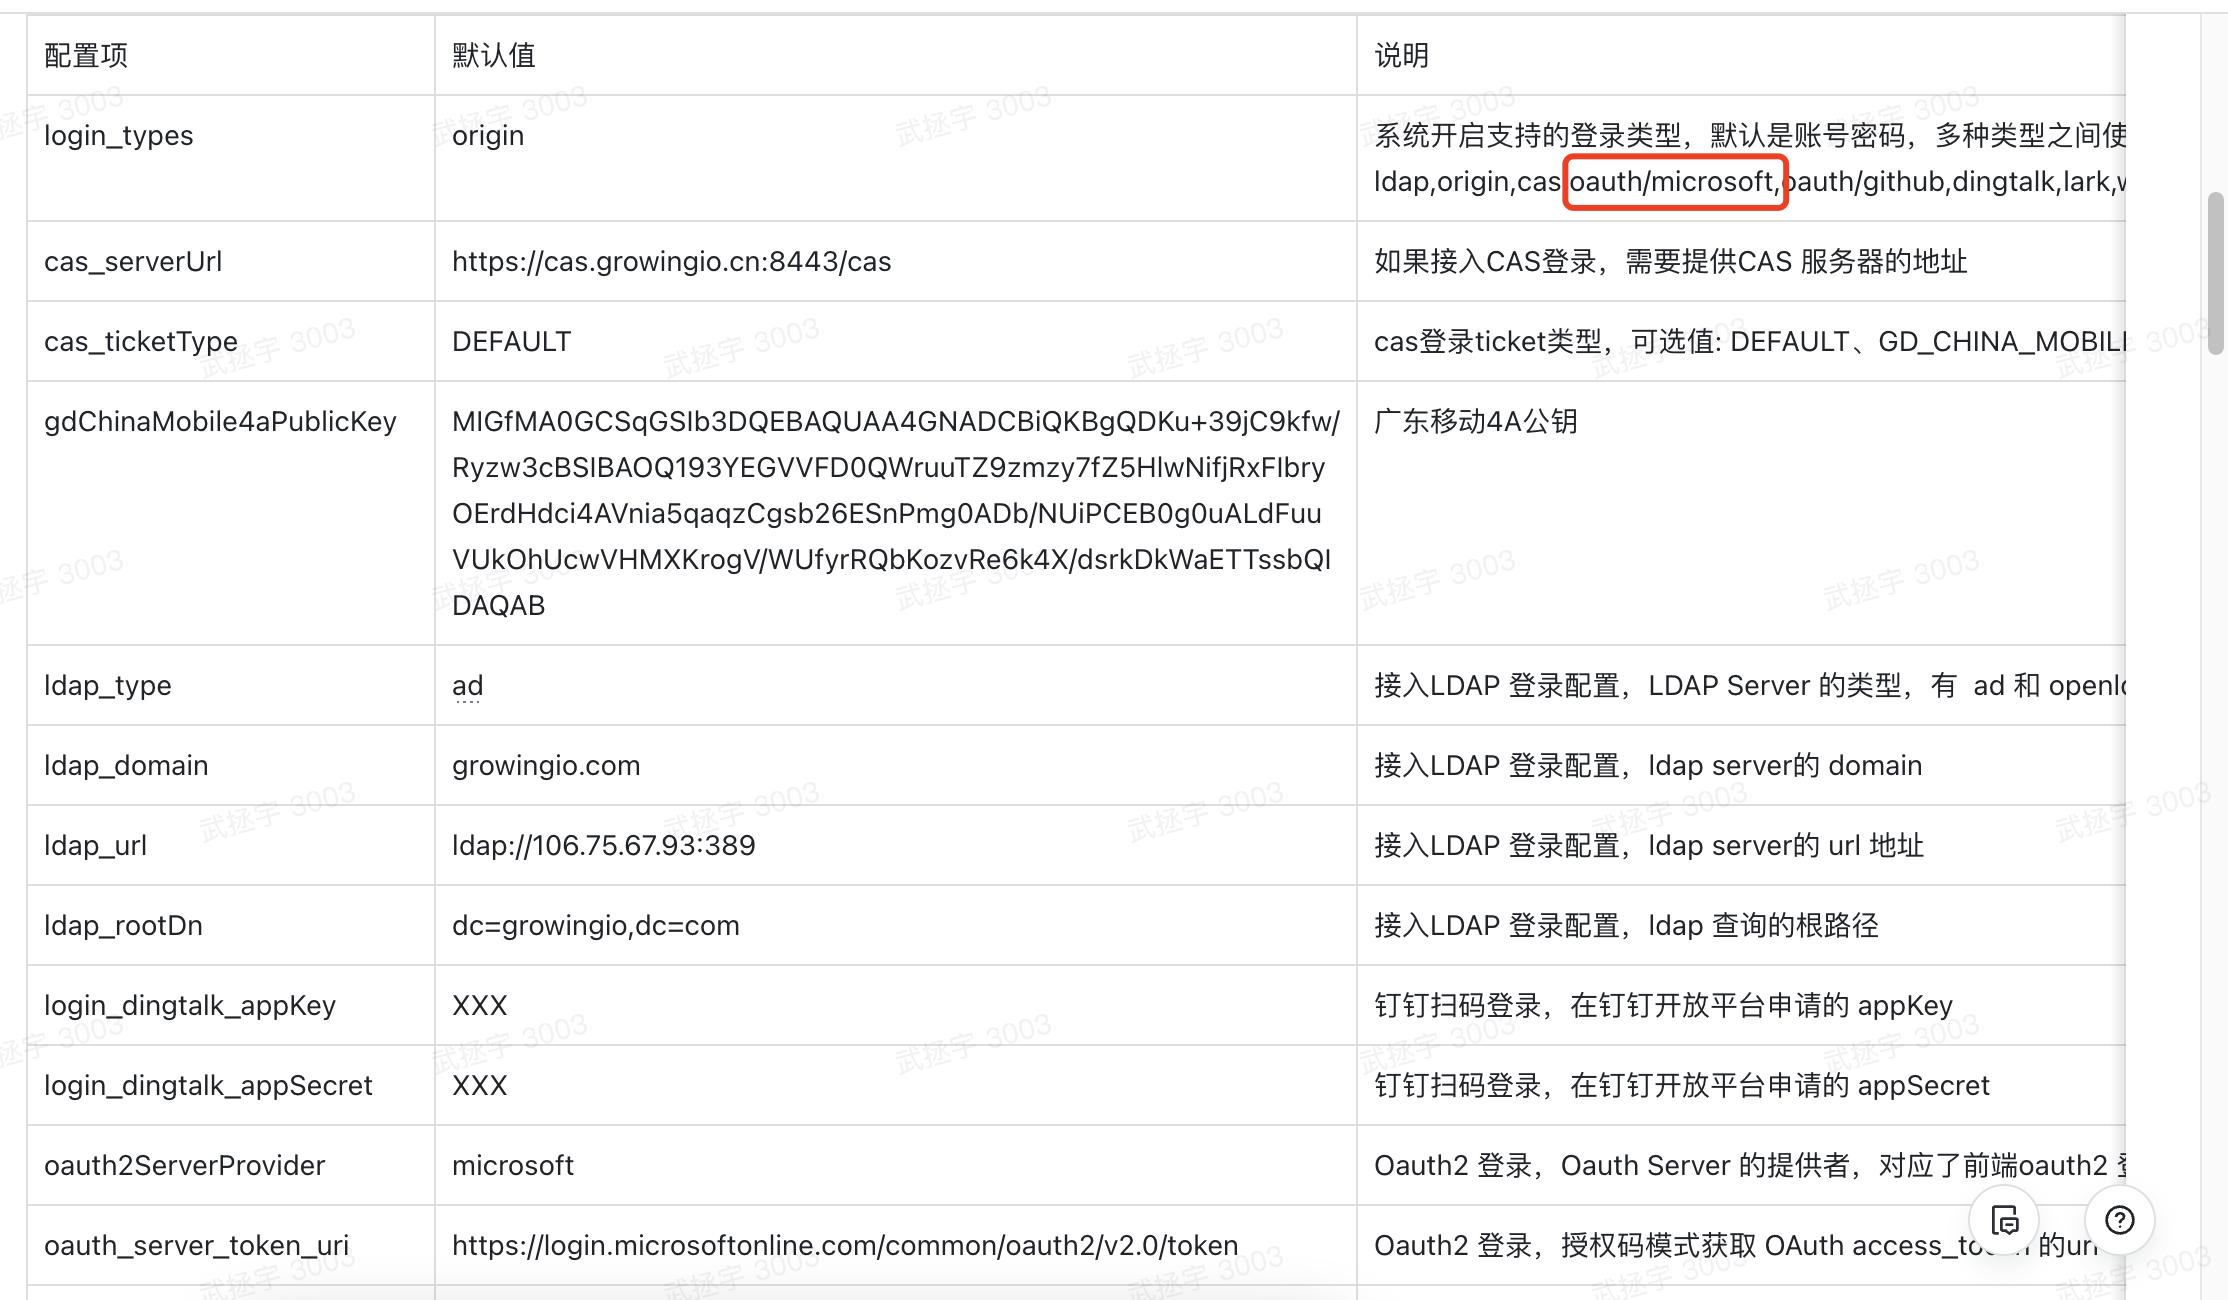 配置项 默认值 说明
login_types origin 系统开启支持的登录类型，默认是账号密码，多种类型之间使
ldap,origin,cas,oauth/microsoft,oauth/github,dingtalk,lark,
cas_serverUrl https://cas.growingio.cn:8443/cas 如果接入CAS登录，需要提供CAS 服务器的地址
cas_ticketType DEFAULT cas登录ticket类型，可选值: DEFAULT、GD_CHINA_MOBIL
gdChinaMobile4aPublicKey MIGfMA0GCSqGSIb3DQEBAQUAA4GNADCBiQKBgQDKu+39jC9kfw/ 广东移动4A公钥
Ryzw3cBSIBAOQ193YEGVVFD0QWruuTZ9zmzy7fZ5HlwNifjRxFIbry
OErdHdci4AVnia5qaqzCgsb26ESnPmg0ADb/NUiPCEB0g0uALdFuu
VUkOhUcwVHMXKrogV/WUfyrRQbKozvRe6k4X/dsrkDkWaETTssbQI
DAQAB
ldap_type ad 接入LDAP 登录配置，LDAP Server 的类型，有 ad 和 openl
ldap_domain growingio.com 接入LDAP 登录配置，ldap server的 domain
ldap_url ldap://106.75.67.93:389 接入LDAP 登录配置，ldap server的 url 地址
ldap_rootDn dc=growingio,dc=com 接入LDAP 登录配置，ldap 查询的根路径
login_dingtalk_appKey XXX 钉钉扫码登录，在钉钉开放平台申请的 appKey
login_dingtalk_appSecret XXX 钉钉扫码登录，在钉钉开放平台申请的 appSecret
oauth2ServerProvider microsoft Oauth2 登录，Oauth Server 的提供者，对应了前端oauth2
oauth_server_token_uri https://login.microsoftonline.com/common/oauth2/v2.0/token Oauth2 登录，授权码模式获取 OAuth access_token 的uri
武拯宇 3003